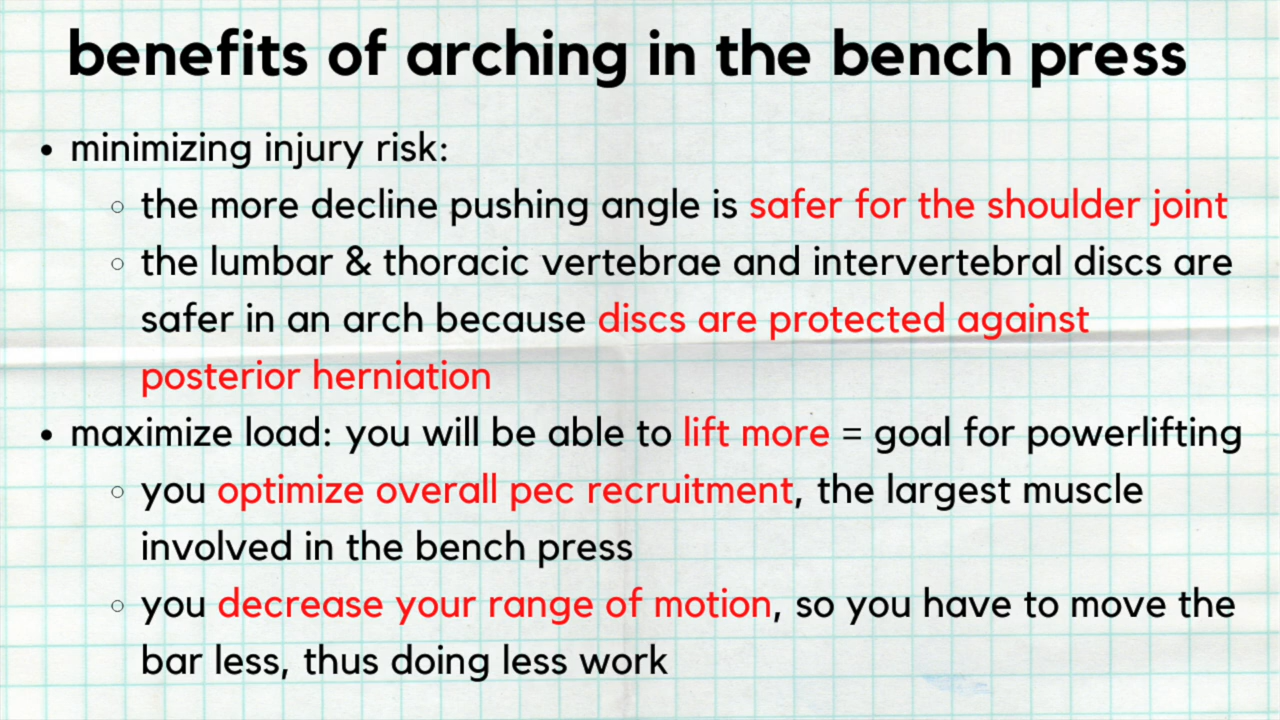 benefits of arching in the bench press
• minimizing injury risk:
○ the more decline pushing angle is safer for the shoulder joint
○ the lumbar & thoracic vertebrae and intervertebral discs are
safer in an arch because discs are protected against
posterior herniation
• maximize load: you will be able to lift more = goal for powerlifting
○ you optimize overall pec recruitment, the largest muscle
involved in the bench press
○ you decrease your range of motion, so you have to move the
bar less, thus doing less work